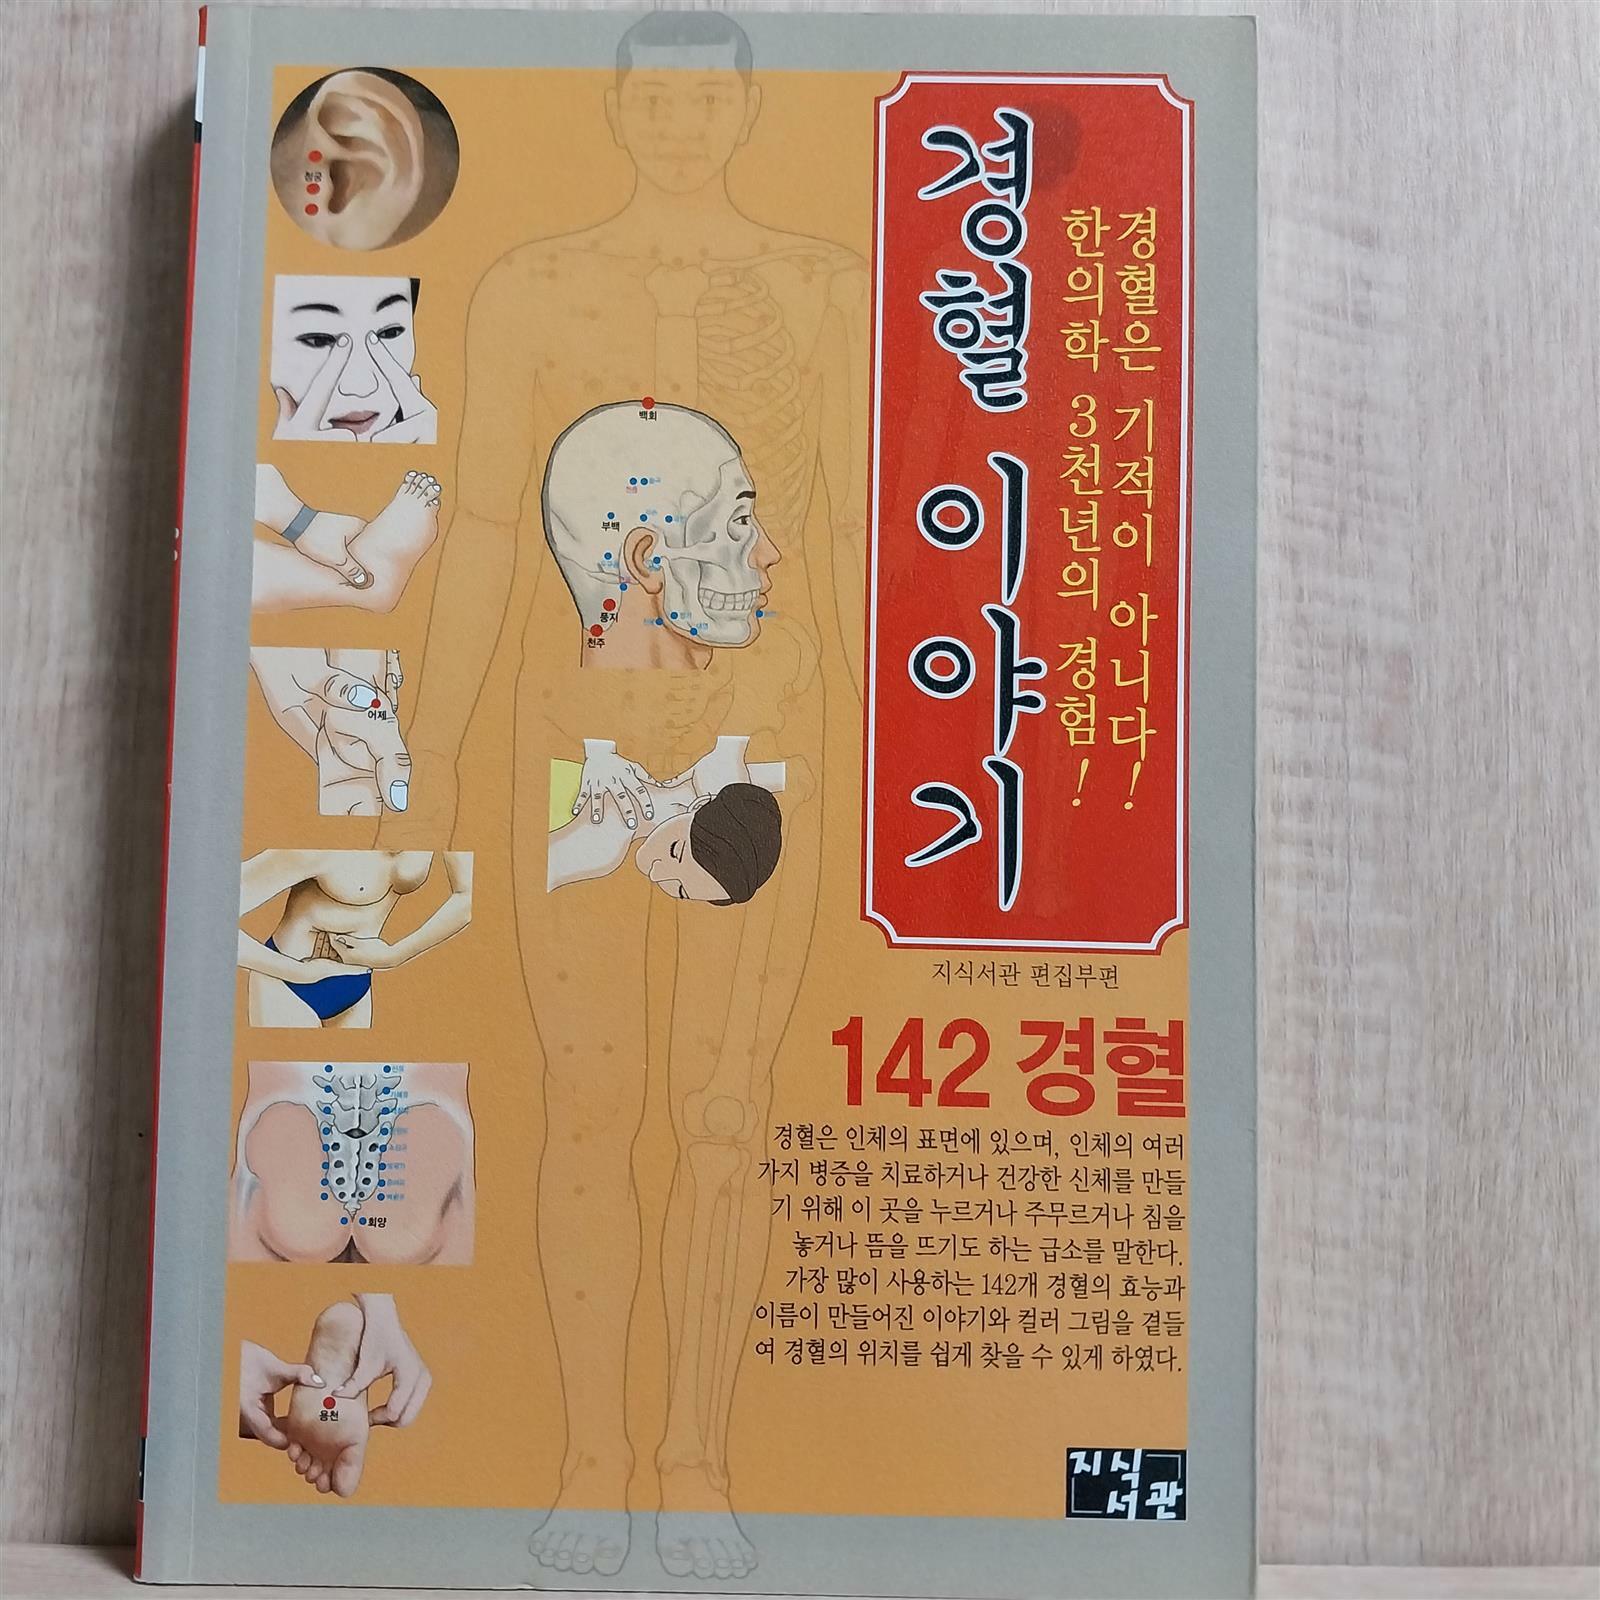 경혈 이야기
경혈은 기적이 아니다!
한의학 3천년의 경험!
지식서관 편집부편
142 경혈
경혈은 인체의 표면에 있으며, 인체의 여러
가지 병증을 치료하거나 건강한 신체를 만들
기 위해 이 곳을 누르거나 주무르거나 침을
놓거나 뜸을 뜨기도 하는 급소를 말한다.
가장 많이 사용하는 142개 경혈의 효능과
이름이 만들어진 이야기와 컬러 그림을 곁들
여 경혈의 위치를 쉽게 찾을 수 있게 하였다.
지식
서관
청궁
백회
부백
풍지
천주
어제
회양
용천